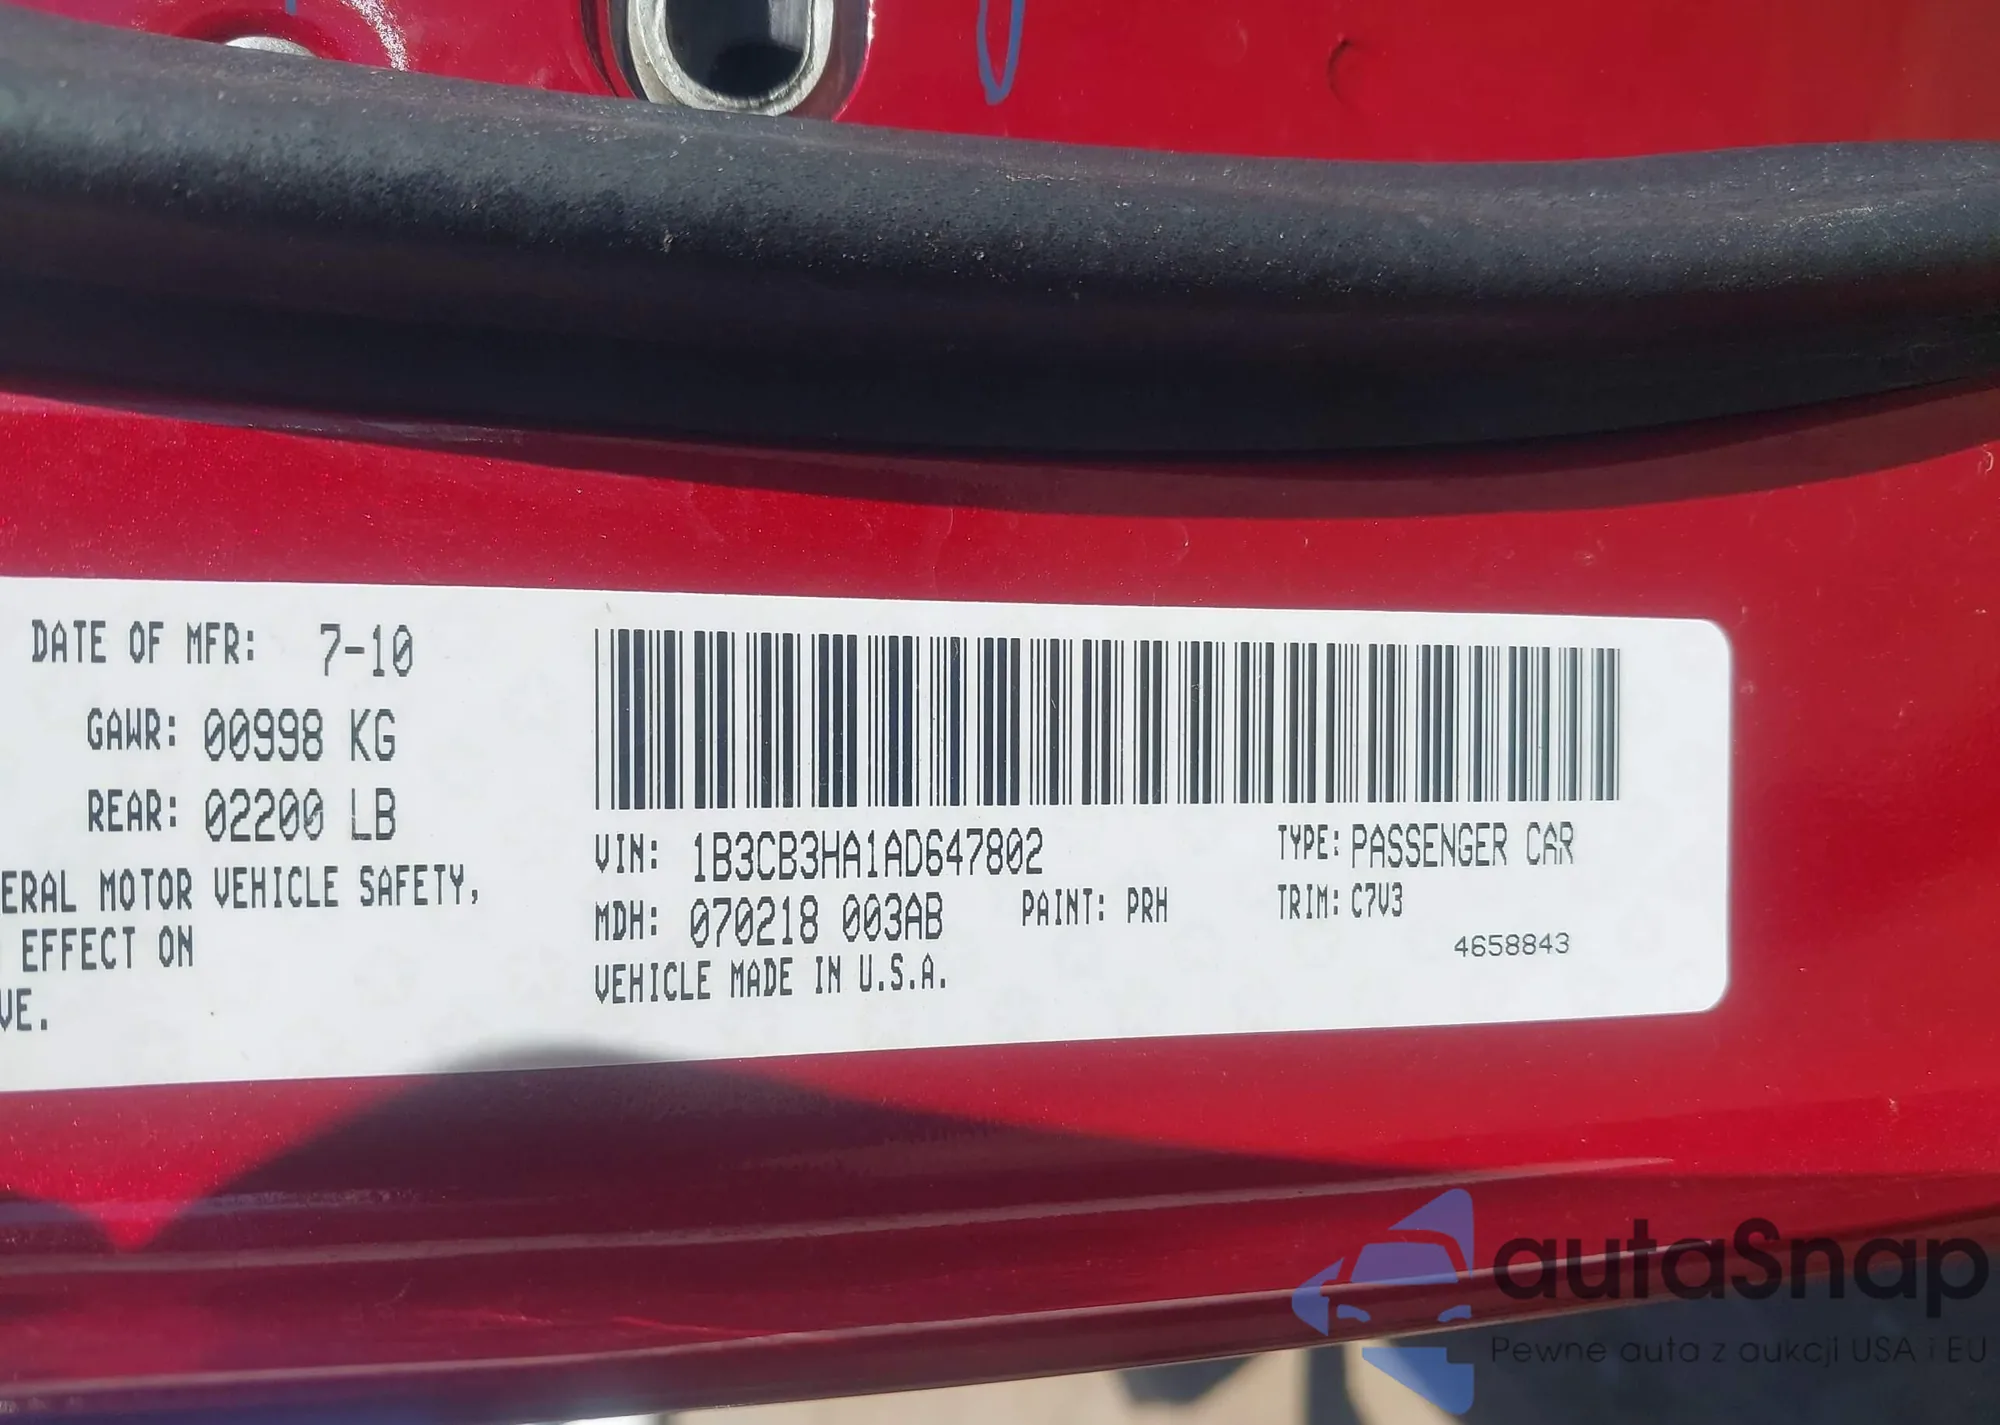 DATE OF MFR: 7-10
GAWR: 00998 KG
REAR: 02200 LB
ERAL MOTOR VEHICLE SAFETY,
EFFECT ON
VE.
VIN: 1B3CB3HA1AD647802
TYPE: PASSENGER CAR
MDH: 070218 003AB
PAINT: PRH
TRIM: C7V3
VEHICLE MADE IN U.S.A.
4658843
autaSnap
Pewne auta z aukcji USA i EU